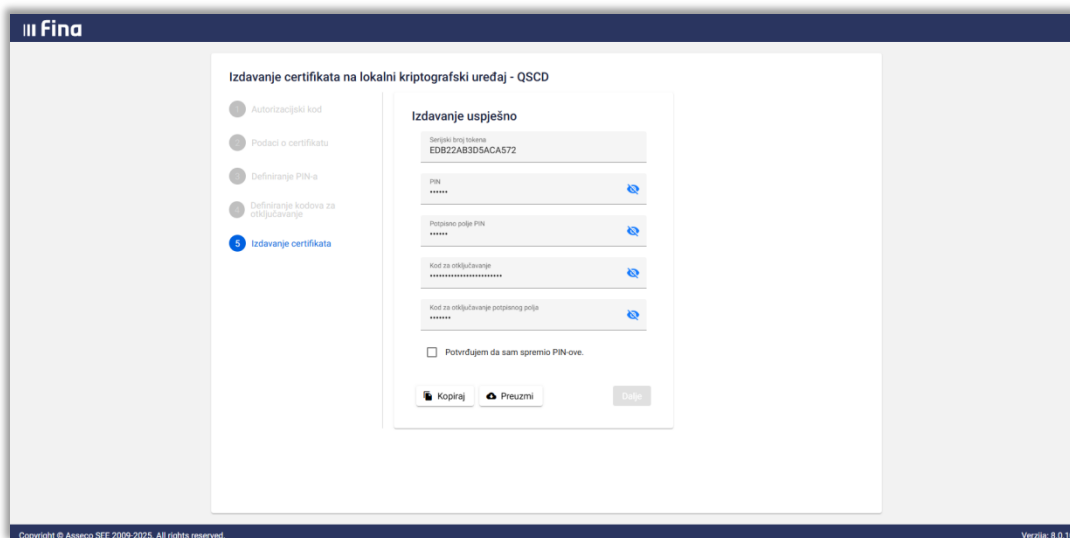 Fina
Izdavanje certifikata na lokalni kriptografski uređaj - QSCD
1 Autorizacijski kod
2 Podaci o certifikatu
3 Definiranje PIN-a
4 Definiranje kodova za
otključavanje
5 Izdavanje certifikata
Izdavanje uspješno
Serijski broj tokena
EDB22AB3D5ACA572
PIN
••••••
Potpisno polje PIN
••••••
Kod za otključavanje
••••••••••••••••••••••••
Kod za otključavanje potpisnog polja
•••••••
Potvrđujem da sam spremio PIN-ove.
Kopiraj Preuzmi Dalje
Copyright © Asseco SEE 2009-2025. All rights reserved. Verzija: